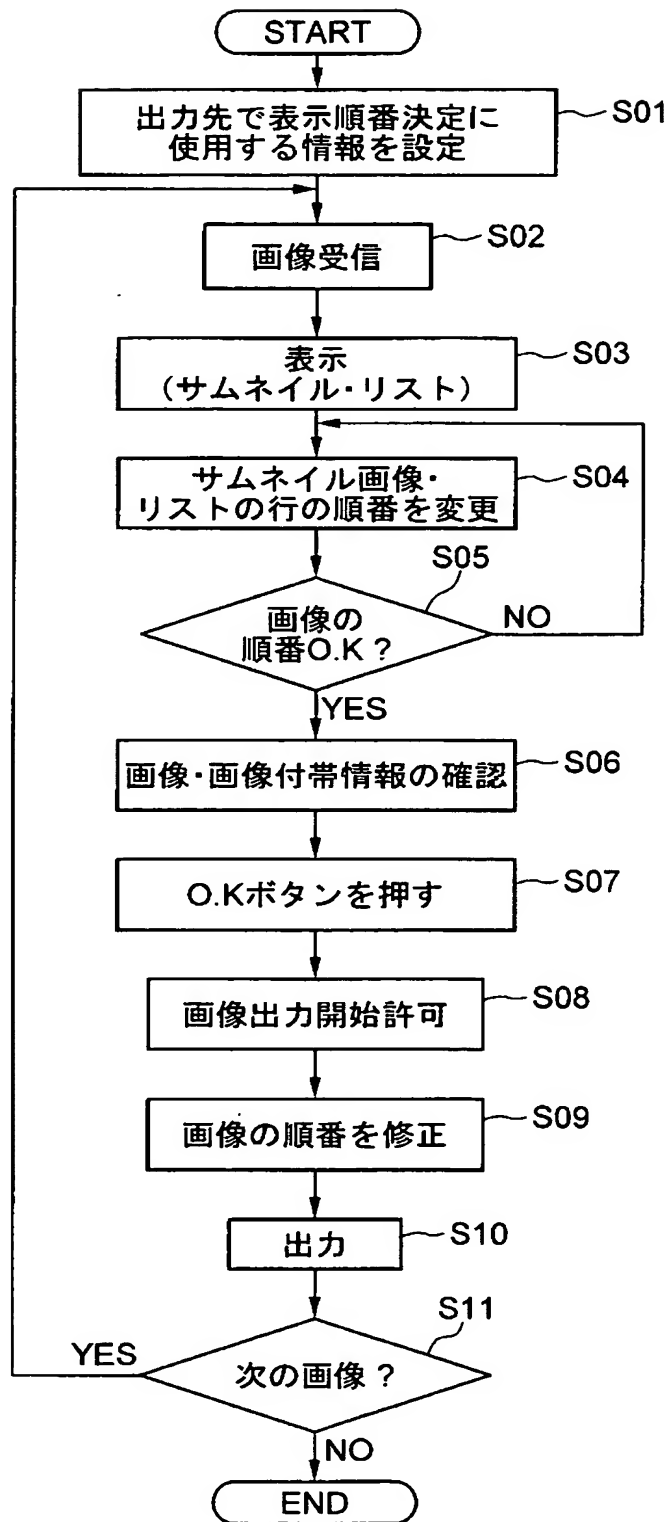 START
出力先で表示順番決定に
使用する情報を設定
S01
画像受信
S02
表示
(サムネイル・リスト)
S03
サムネイル画像・
リストの行の順番を変更
S04
S05
画像の
順番O.K?
NO
YES
画像・画像付帯情報の確認
S06
O.Kボタンを押す
S07
画像出力開始許可
S08
画像の順番を修正
S09
出力
S10
S11
YES
次の画像?
NO
END